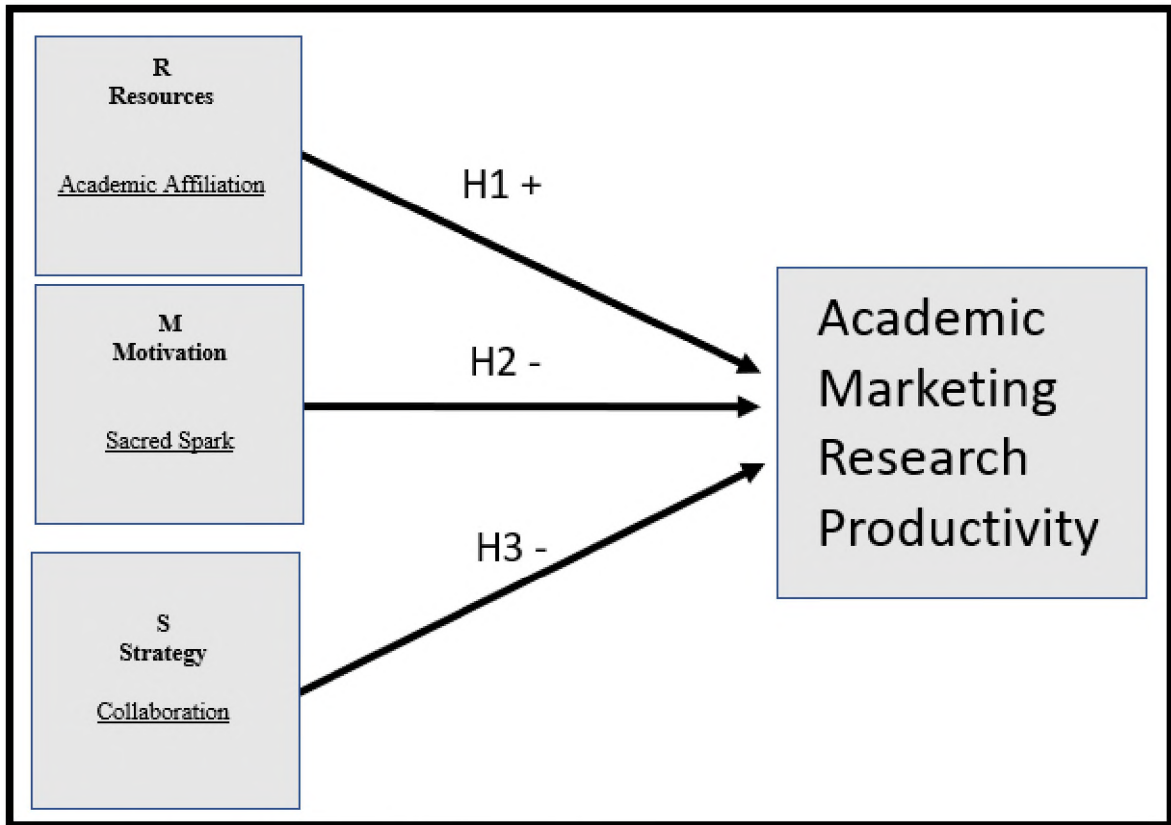 R
Resources
Academic Affiliation
H1 +
M
Motivation
Sacred Spark
H2 -
S
Strategy
Collaboration
H3 -
Academic
Marketing
Research
Productivity